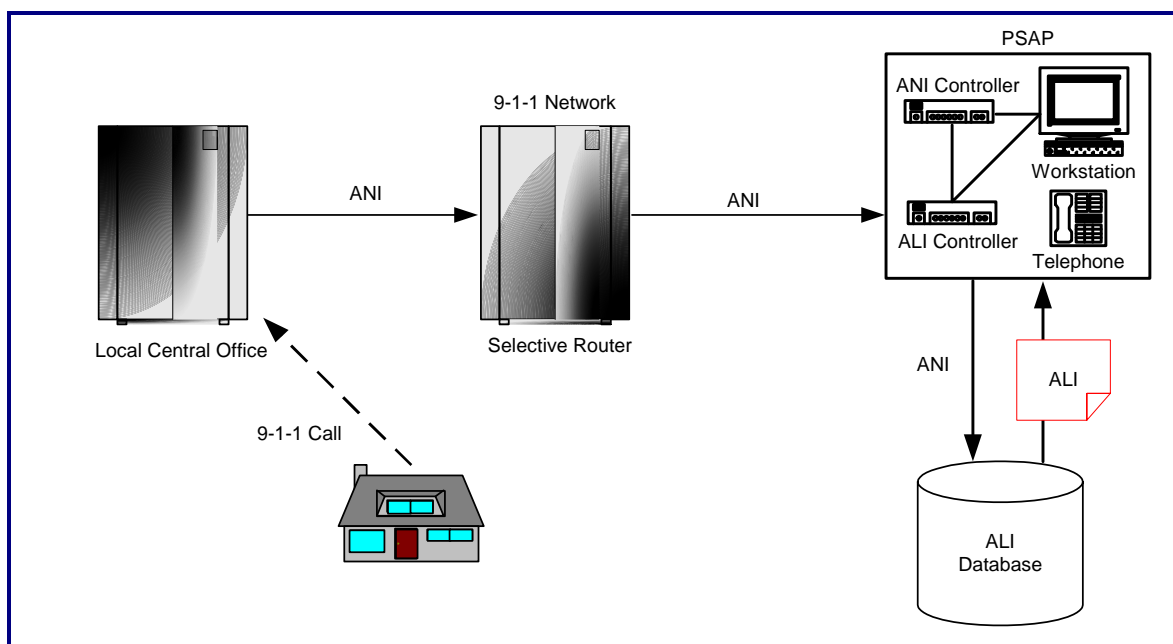 PSAP
ANI Controller
9-1-1 Network
Workstation
ANI
ANI
ALI Controller
Telephone
Local Central Office
Selective Router
ANI
ALI
9-1-1 Call
ALI
Database